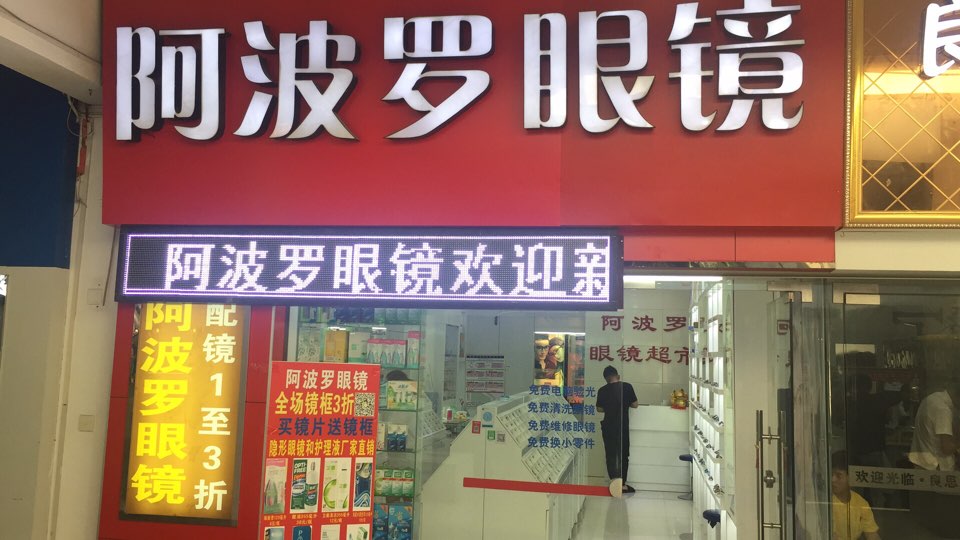 阿波罗眼镜
良
阿波罗眼镜欢迎新
阿波罗眼镜
配镜1至3折
阿波罗眼镜
全场镜框3折
买镜片送镜框
隐形眼镜和护理液厂家直销
阿波罗
眼镜超市
免费电脑验光
免费清洗眼镜
免费维修眼镜
免费换小零件
欢迎光临·良思